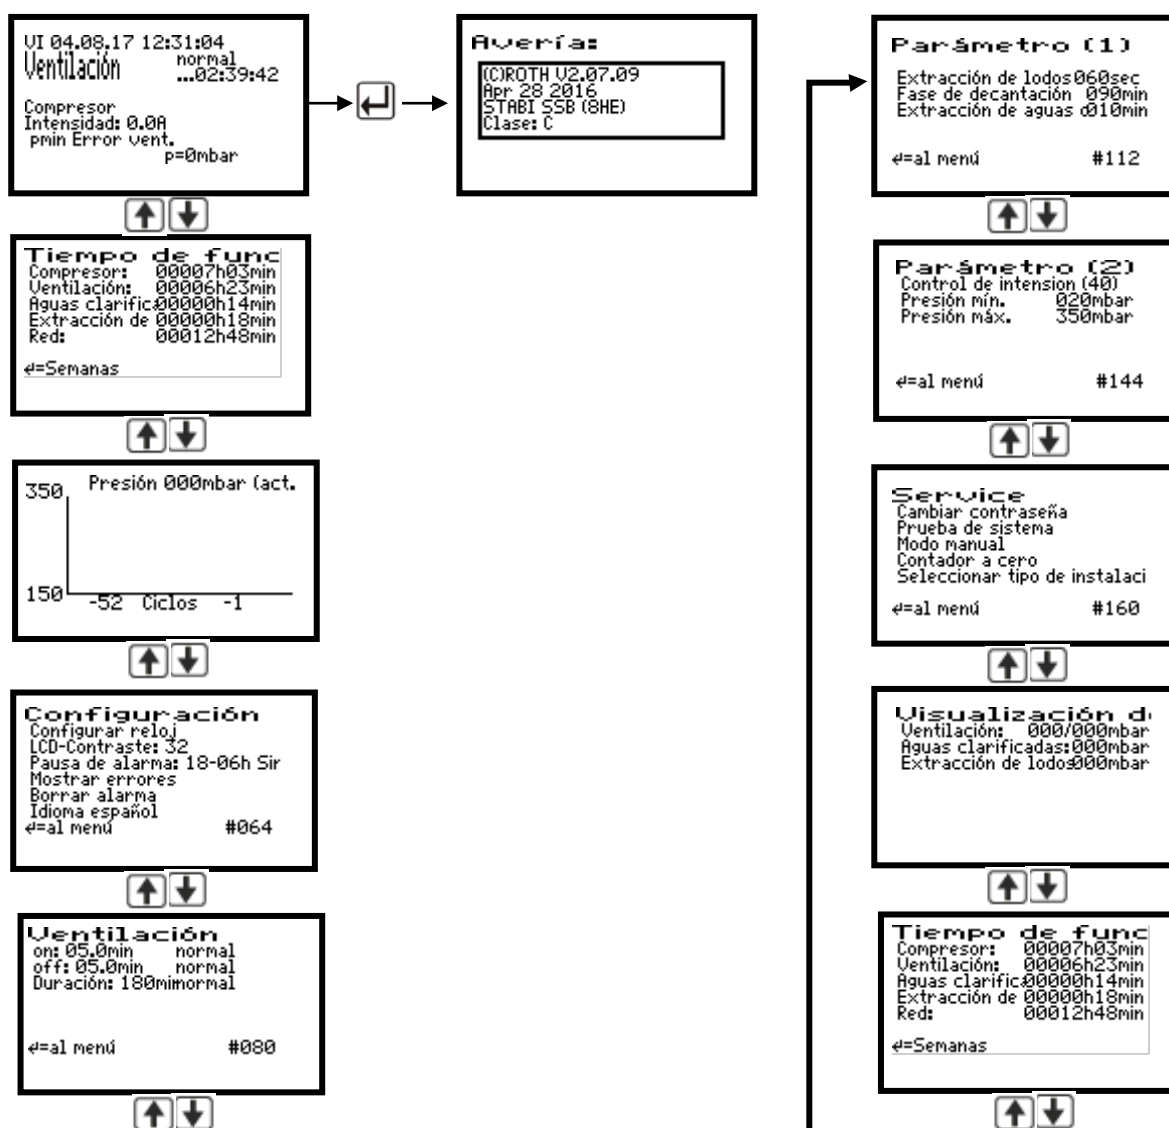 VI 04.08.17 12:31:04
Ventilación normal
...02:39:42
Compresor
Intensidad: 0.0A
pmin Error vent.
p=0mbar
Avería:
(C)ROTH V2.07.09
Apr 28 2016
STABI SSB (8HE)
Clase: C
Tiempo de func
Compresor: 00007h03min
Ventilación: 00006h23min
Aguas clarific00000h14min
Extracción de 00000h18min
Red: 00012h48min
↵=Semanas
Presión 000mbar (act.
350
150
-52 Ciclos -1
Configuración
Configurar reloj
LCD-Contraste: 32
Pausa de alarma: 18-06h Sir
Mostrar errores
Borrar alarma
Idioma español
↵=al menú #064
Ventilación
on: 05.0min normal
off: 05.0min normal
Duración: 180minormal
↵=al menú #080
Parámetro (1)
Extracción de lodos060sec
Fase de decantación 090min
Extracción de aguas 010min
↵=al menú #112
Parámetro (2)
Control de intension (40)
Presión mín. 020mbar
Presión máx. 350mbar
↵=al menú #144
Service
Cambiar contraseña
Prueba de sistema
Modo manual
Contador a cero
Seleccionar tipo de instalaci
↵=al menú #160
Visualización d
Ventilación: 000/000mbar
Aguas clarificadas:000mbar
Extracción de lodos000mbar
Tiempo de func
Compresor: 00007h03min
Ventilación: 00006h23min
Aguas clarific00000h14min
Extracción de 00000h18min
Red: 00012h48min
↵=Semanas